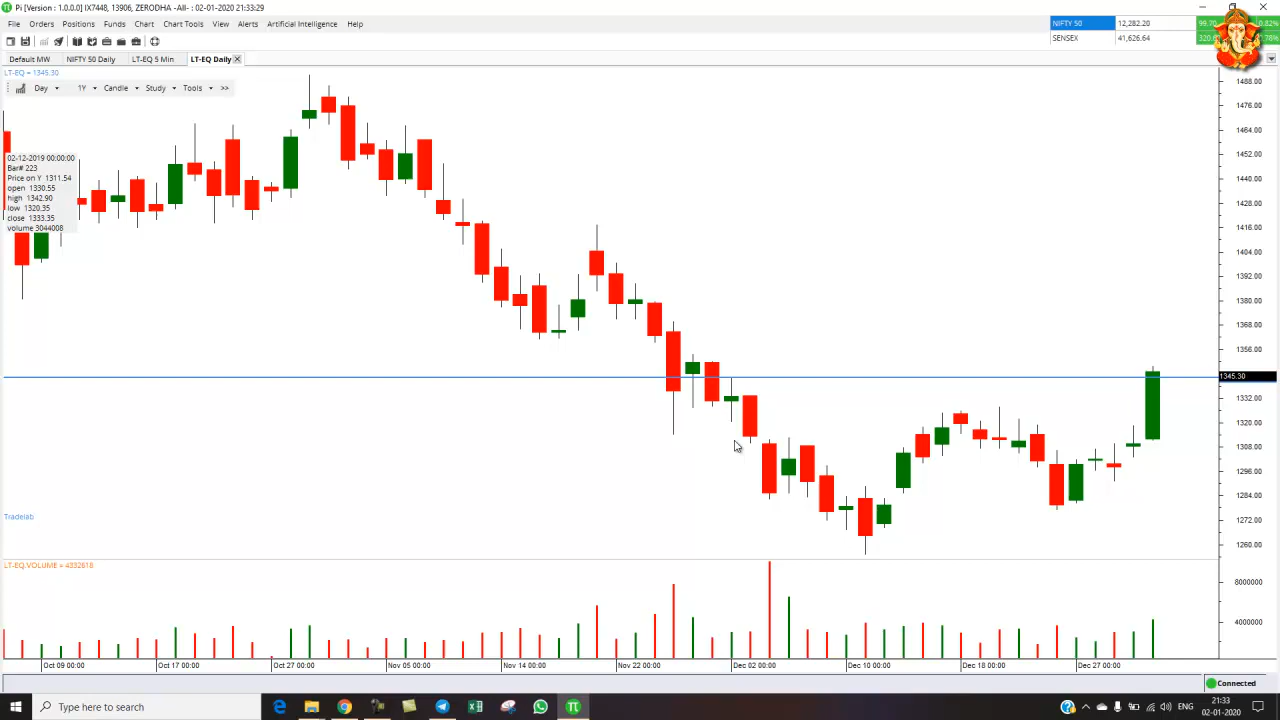 Pi [Version : 1.0.0.0] IX7448, 13906, ZERODHA -All- : 02-01-2020 21:33:29
File Orders Positions Funds Chart Chart Tools View Alerts Artificial Intelligence Help
NIFTY 50 12,282.20 99.70 0.82%
SENSEX 41,626.64 320.
Default MW NIFTY 50 Daily LT-EQ 5 Min LT-EQ Daily
LT-EQ = 1345.30
Day 1Y Candle Study Tools >>
02-12-2019 00:00:00
Bar# 223
Price on Y 1311.54
open 1330.55
high 1342.90
low 1320.35
close 1333.35
volume 3044008
1488.00
1476.00
1464.00
1452.00
1440.00
1428.00
1416.00
1404.00
1392.00
1380.00
1368.00
1356.00
1345.30
1332.00
1320.00
1308.00
1296.00
1284.00
1272.00
1260.00
Tradelab
LT-EQ.VOLUME = 4332618
8000000
4000000
Oct 09 00:00 Oct 17 00:00 Oct 27 00:00 Nov 05 00:00 Nov 14 00:00 Nov 22 00:00 Dec 02 00:00 Dec 10 00:00 Dec 18 00:00 Dec 27 00:00
Connected
Type here to search
ENG
21:33
02-01-2020